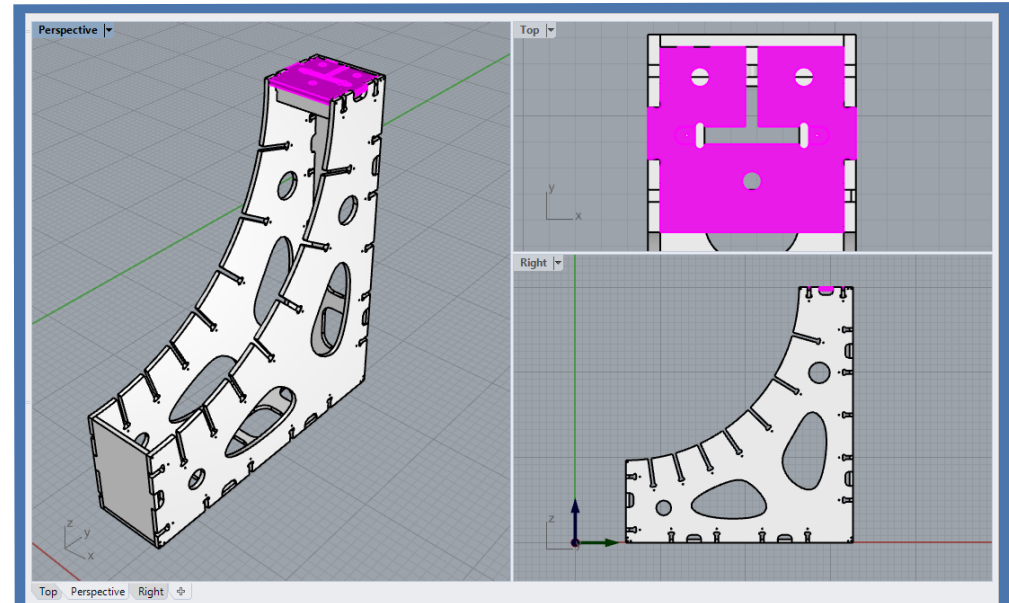 Perspective
Top
y
x
Right
z
z
y
x
Top Perspective Right